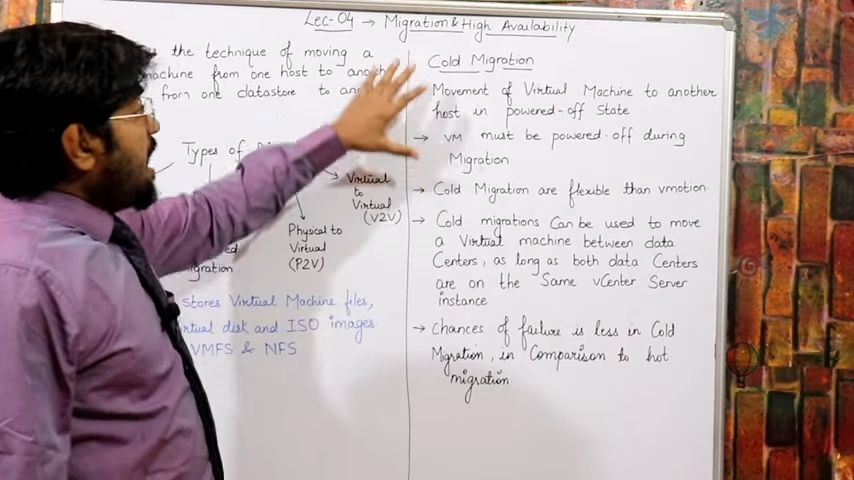 Lec-04 → Migration & High Availability
the technique of moving a
machine from one host to
from one datastore to
Types of
Virtual
to
Virtual
(V2V)
Physical to
Virtual
(P2V)
Migration
stores Virtual Machine files,
disk and ISO images.
VMFS & NFS
Cold Migration
Movement of Virtual Machine to another
host in powered-off State
→ VM must be powered-off during
Migration
→ Cold Migration are flexible than vmotion.
→ Cold migrations Can be used to move
a Virtual machine between data
Centers, as long as both data Centers
are on the Same vCenter Server
instance
→ Chances of failure is less in Cold
Migration, in Comparison to hot
migration